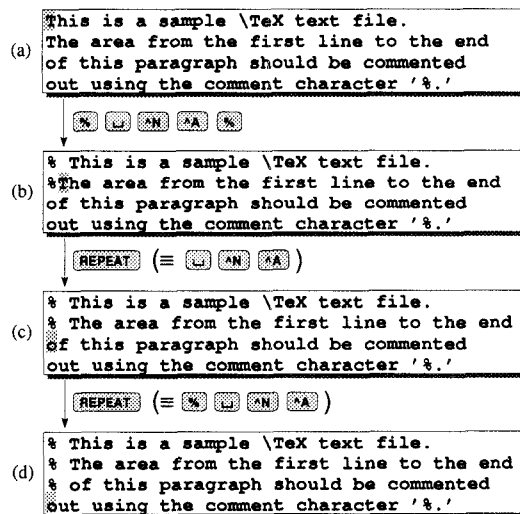 (a)
This is a sample \TeX text file.
The area from the first line to the end
of this paragraph should be commented
out using the comment character '%.'
% ␣ ^N ^A %
(b)
% This is a sample \TeX text file.
%The area from the first line to the end
of this paragraph should be commented
out using the comment character '%.'
REPEAT (≡ ␣ ^N ^A )
(c)
% This is a sample \TeX text file.
% The area from the first line to the end
of this paragraph should be commented
out using the comment character '%.'
REPEAT (≡ % ␣ ^N ^A )
(d)
% This is a sample \TeX text file.
% The area from the first line to the end
% of this paragraph should be commented
out using the comment character '%.'